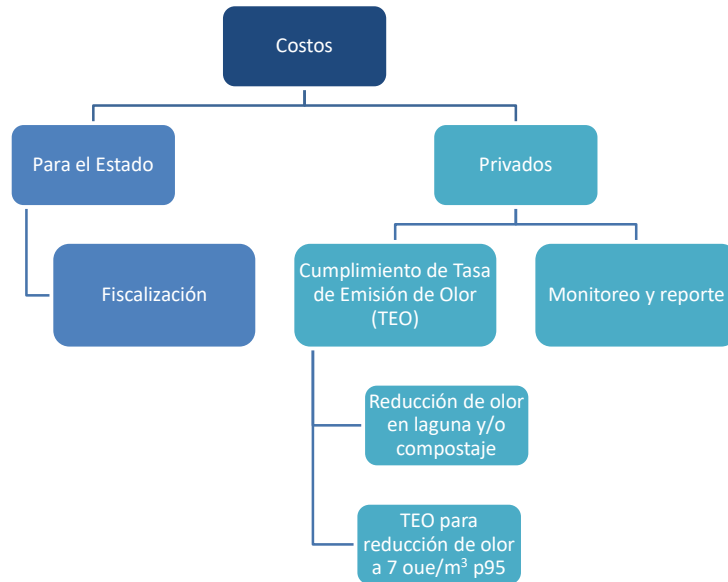 Costos
Para el Estado
Privados
Fiscalización
Cumplimiento de Tasa
de Emisión de Olor
(TEO)
Monitoreo y reporte
Reducción de olor
en laguna y/o
compostaje
TEO para
reducción de olor
a 7 oue/m³ p95